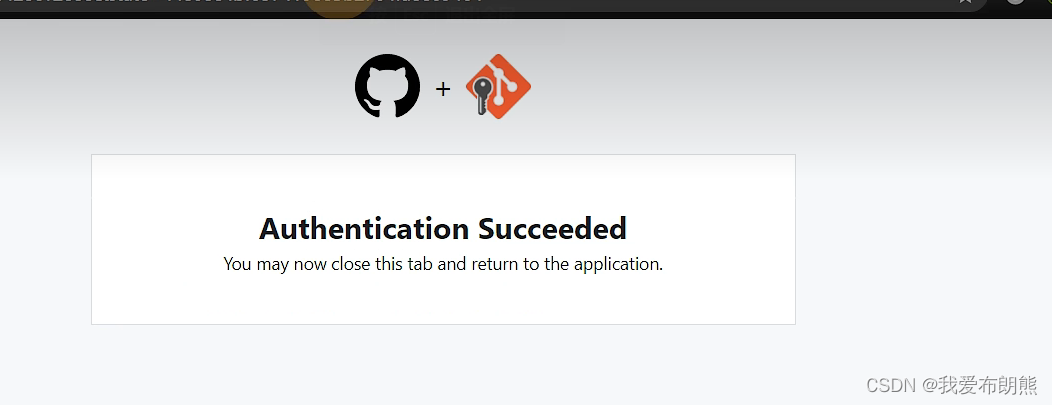 +
Authentication Succeeded
You may now close this tab and return to the application.
CSDN @我爱布朗熊